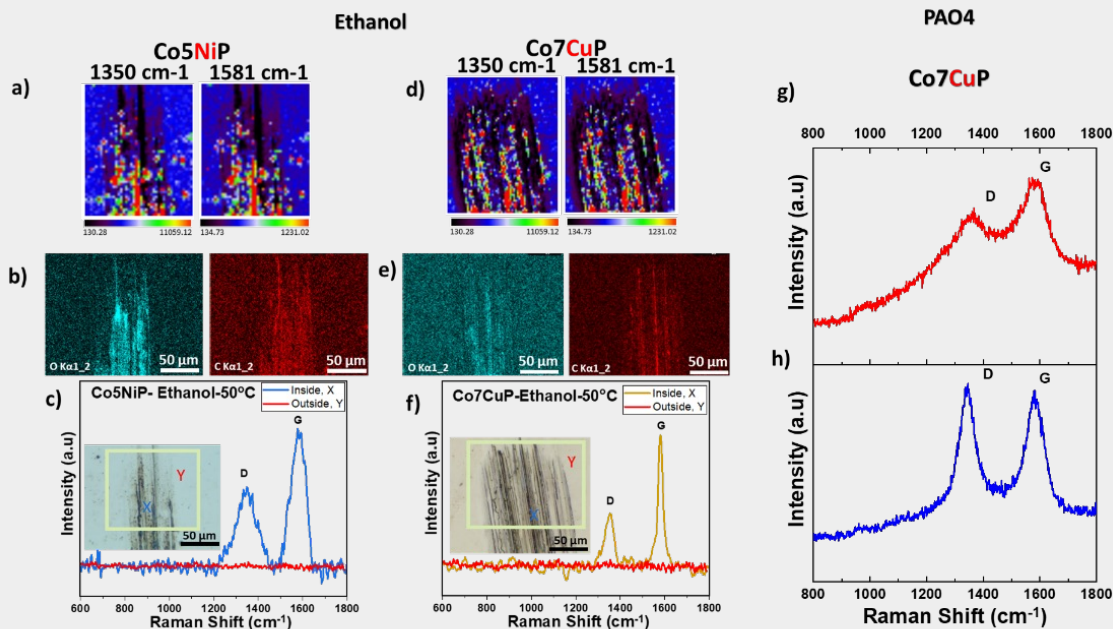 Ethanol
PAO4
Co5NiP
1350 cm-1 1581 cm-1
a)
130.28 11059.12
134.73 1231.02
Co7CuP
1350 cm-1 1581 cm-1
d)
130.28 11059.12
134.73 1231.02
b)
O Kα1_2
50 µm
C Kα1_2
50 µm
e)
O Kα1_2
50 µm
C Kα1_2
50 µm
c)
Co5NiP- Ethanol-50ºC
Inside, X
Outside, Y
G
D
Y
X
50 µm
Intensity (a.u)
600 800 1000 1200 1400 1600 1800
Raman Shift (cm-1)
f)
Co7CuP-Ethanol-50ºC
Inside, X
Outside, Y
G
D
Y
X
50 µm
Intensity (a.u)
600 800 1000 1200 1400 1600 1800
Raman Shift (cm-1)
g)
Co7CuP
800 1000 1200 1400 1600 1800
G
D
Intensity (a.u)
h)
D
G
Intensity (a.u)
800 1000 1200 1400 1600 1800
Raman Shift (cm-1)